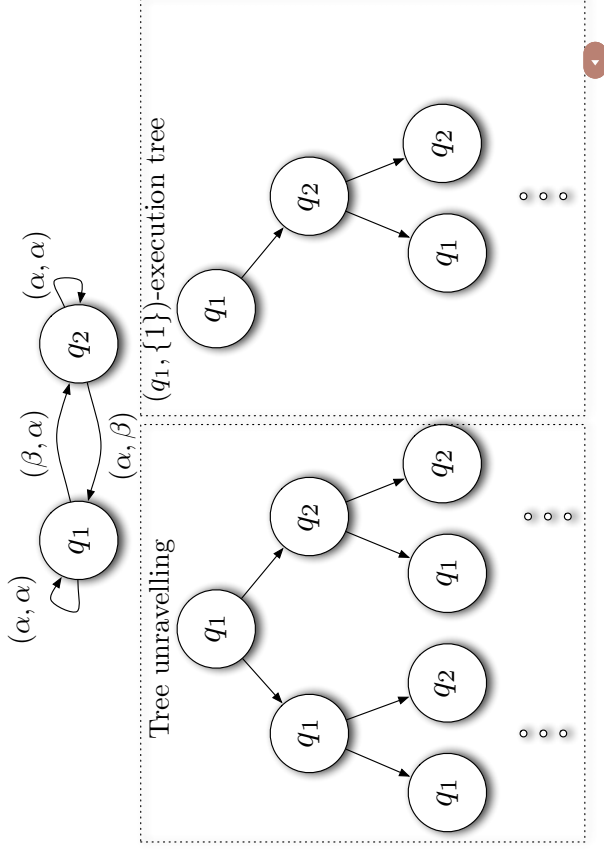 (α, α)
(β, α)
(α, α)
q₁
q₂
(α, β)
Tree unravelling
q₁
q₁
q₂
q₁
q₂
q₁
q₂
(q₁, {1})-execution tree
q₁
q₂
q₁
q₂